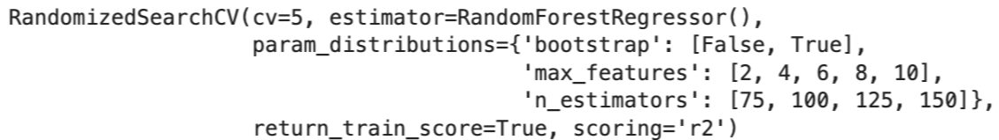 RandomizedSearchCV(cv=5, estimator=RandomForestRegressor(),
                   param_distributions={'bootstrap': [False, True],
                                        'max_features': [2, 4, 6, 8, 10],
                                        'n_estimators': [75, 100, 125, 150]},
                   return_train_score=True, scoring='r2')